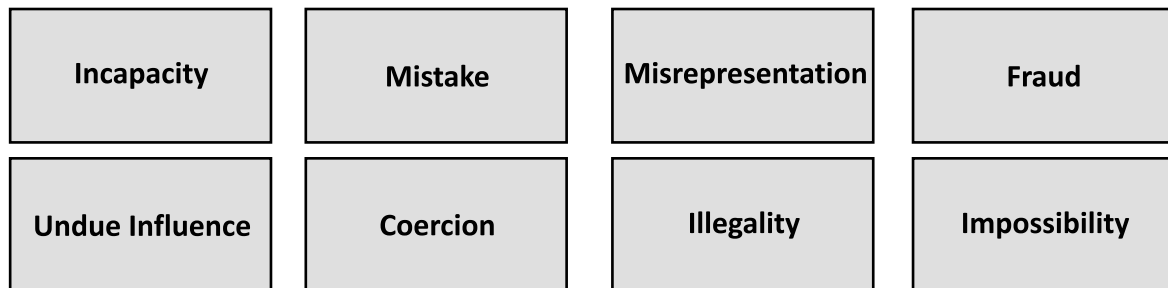 Incapacity
Mistake
Misrepresentation
Fraud
Undue Influence
Coercion
Illegality
Impossibility